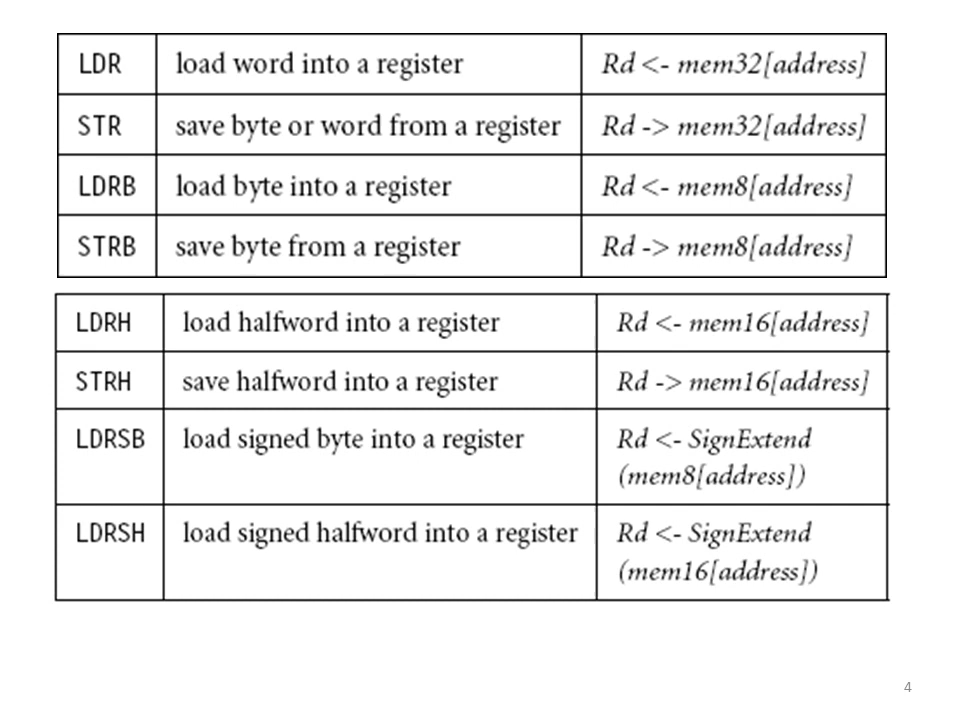 LDR load word into a register Rd <- mem32[address]
STR save byte or word from a register Rd -> mem32[address]
LDRB load byte into a register Rd <- mem8[address]
STRB save byte from a register Rd -> mem8[address]
LDRH load halfword into a register Rd <- mem16[address]
STRH save halfword into a register Rd -> mem16[address]
LDRSB load signed byte into a register Rd <- SignExtend
(mem8[address])
LDRSH load signed halfword into a register Rd <- SignExtend
(mem16[address])
4